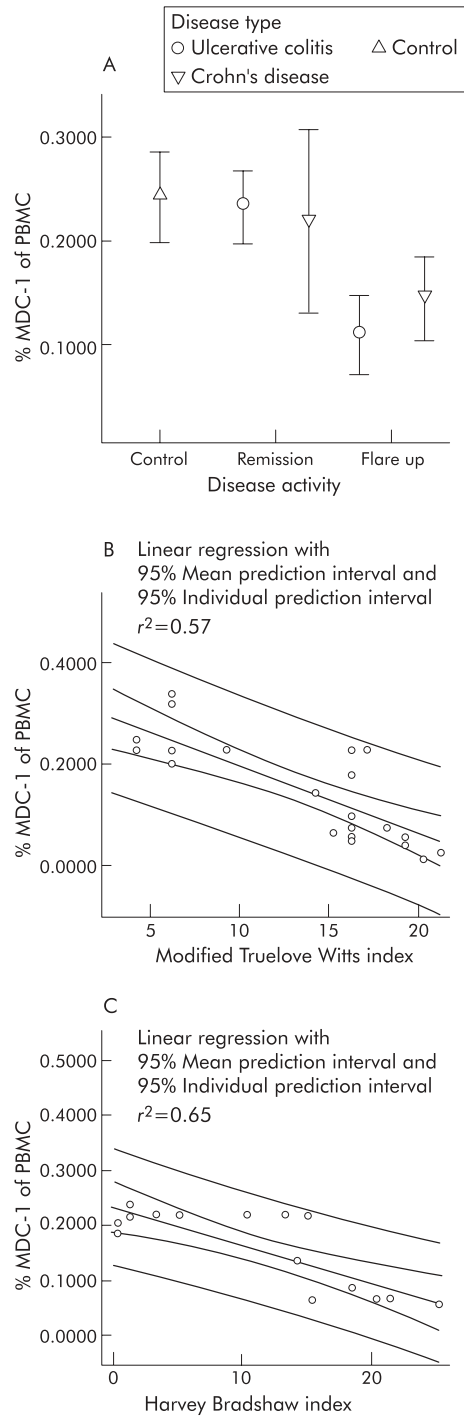 Disease type
Ulcerative colitis
Control
Crohn's disease
A
0.3000
0.2000
0.1000
% MDC-1 of PBMC
Control
Remission
Flare up
Disease activity
B
Linear regression with
95% Mean prediction interval and
95% Individual prediction interval
r²=0.57
0.4000
0.2000
0.0000
% MDC-1 of PBMC
5
10
15
20
Modified Truelove Witts index
C
Linear regression with
95% Mean prediction interval and
95% Individual prediction interval
r²=0.65
0.5000
0.4000
0.3000
0.2000
0.1000
0.0000
% MDC-1 of PBMC
0
10
20
Harvey Bradshaw index